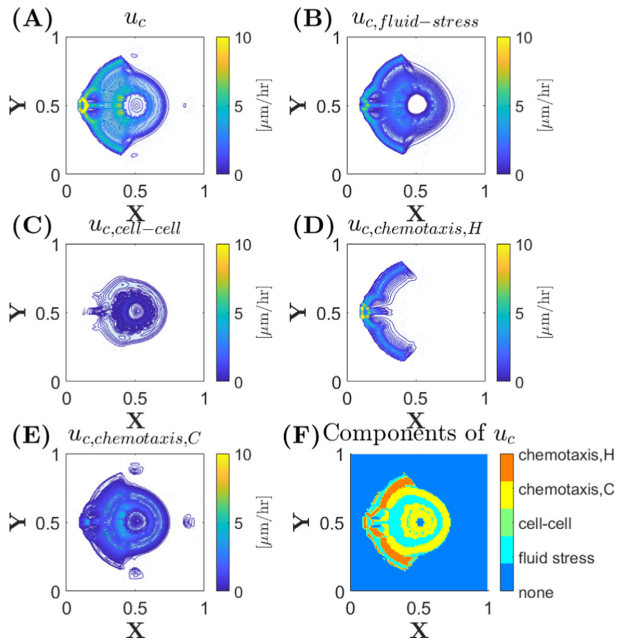 (A) u_c
(B) u_{c,fluid-stress}
Y
1
0.5
0
0 0.5 1
X
10
5
0
[μm/hr]
Y
1
0.5
0
0 0.5 1
X
10
5
0
[μm/hr]
(C) u_{c,cell-cell}
(D) u_{c,chemotaxis,H}
Y
1
0.5
0
0 0.5 1
X
10
5
0
[μm/hr]
Y
1
0.5
0
0 0.5 1
X
10
5
0
[μm/hr]
(E) u_{c,chemotaxis,C}
(F) Components of u_c
Y
1
0.5
0
0 0.5 1
X
10
5
0
[μm/hr]
Y
1
0.5
0
0 0.5 1
X
chemotaxis,H
chemotaxis,C
cell-cell
fluid stress
none